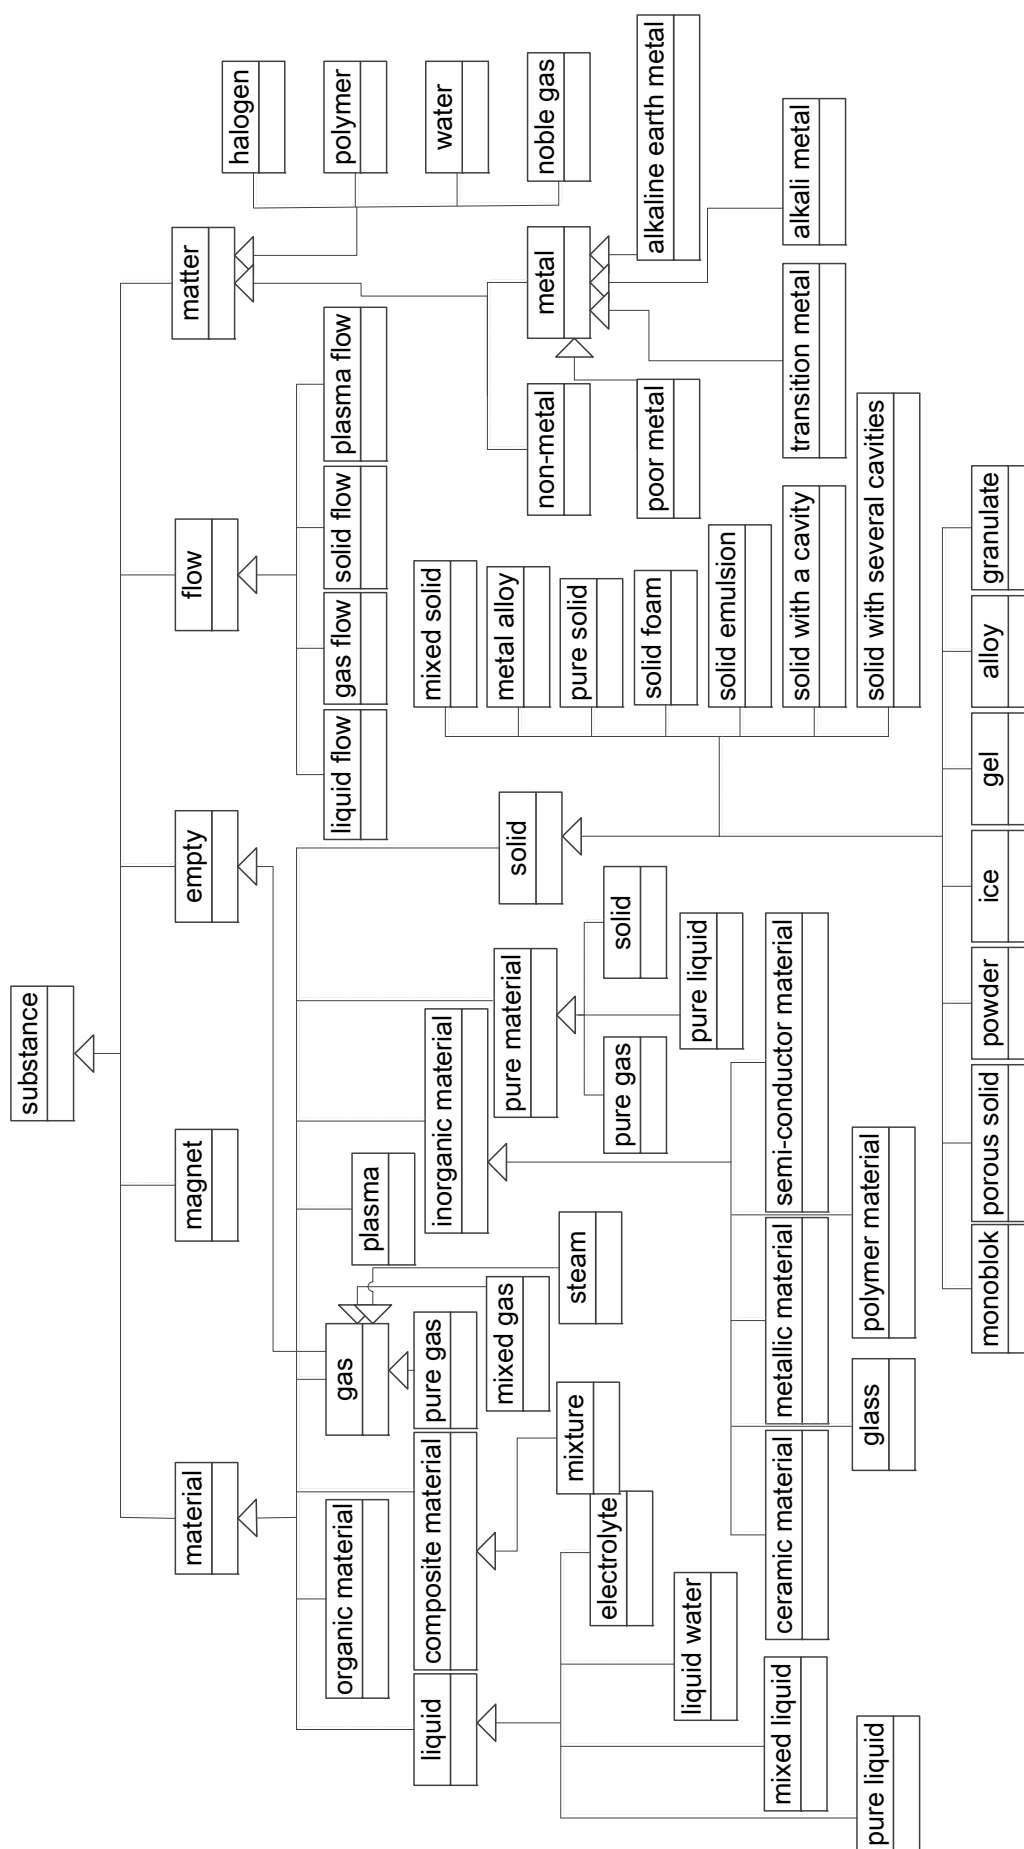 substance
material
magnet
empty
flow
matter
halogen
polymer
water
noble gas
liquid flow
gas flow
solid flow
plasma flow
organic material
gas
plasma
liquid
composite material
pure gas
inorganic material
mixed gas
pure material
solid
non-metal
metal
mixture
steam
electrolyte
pure gas
pure liquid
solid
poor metal
transition metal
alkali metal
alkaline earth metal
mixed solid
metal alloy
pure solid
solid foam
solid emulsion
solid with a cavity
solid with several cavities
liquid water
mixed liquid
pure liquid
ceramic material
metallic material
semi-conductor material
glass
polymer material
monoblok
porous solid
powder
ice
gel
alloy
granulate